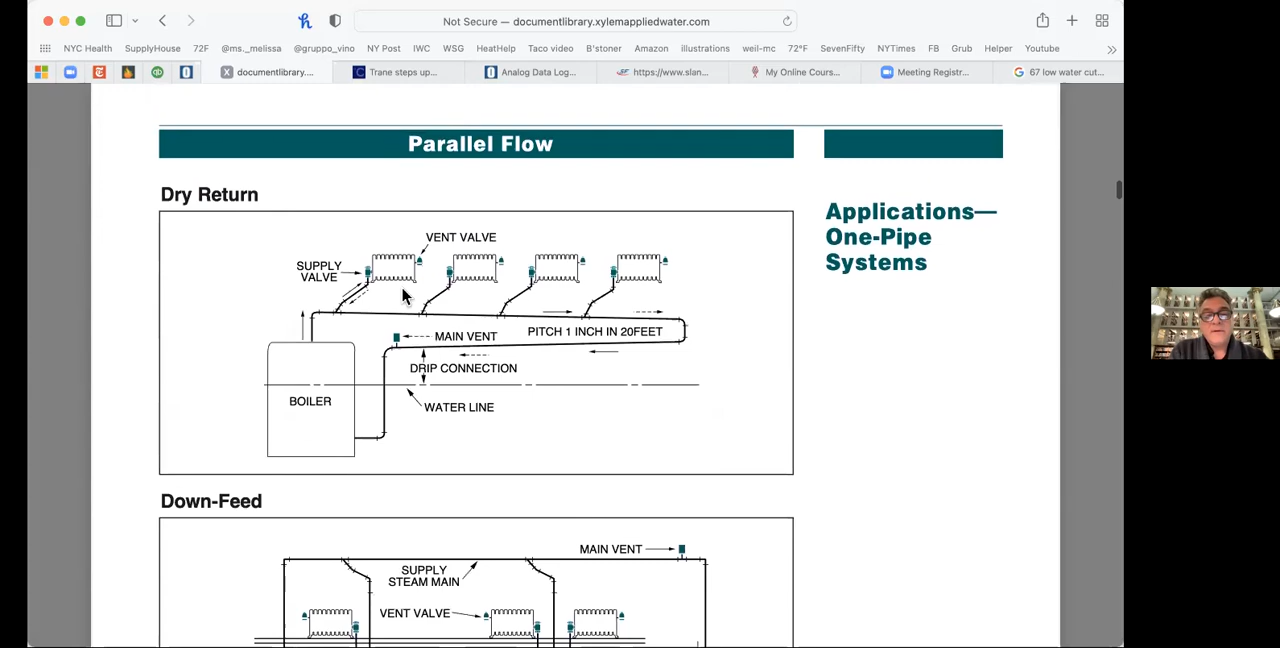 Not Secure — documentlibrary.xylemappliedwater.com
NYC Health SupplyHouse 72F @ms._melissa @gruppo_vino NY Post IWC WSG HeatHelp Taco video B'stoner Amazon illustrations weil-mc 72°F SevenFifty NYTimes FB Grub Helper Youtube
documentlibrary.... Trane steps up... Analog Data Log... https://www.slan... My Online Cours... Meeting Registr... 67 low water cut...
Parallel Flow
Dry Return
Applications—
One-Pipe
Systems
VENT VALVE
SUPPLY
VALVE
PITCH 1 INCH IN 20FEET
MAIN VENT
DRIP CONNECTION
BOILER
WATER LINE
Down-Feed
MAIN VENT
SUPPLY
STEAM MAIN
VENT VALVE